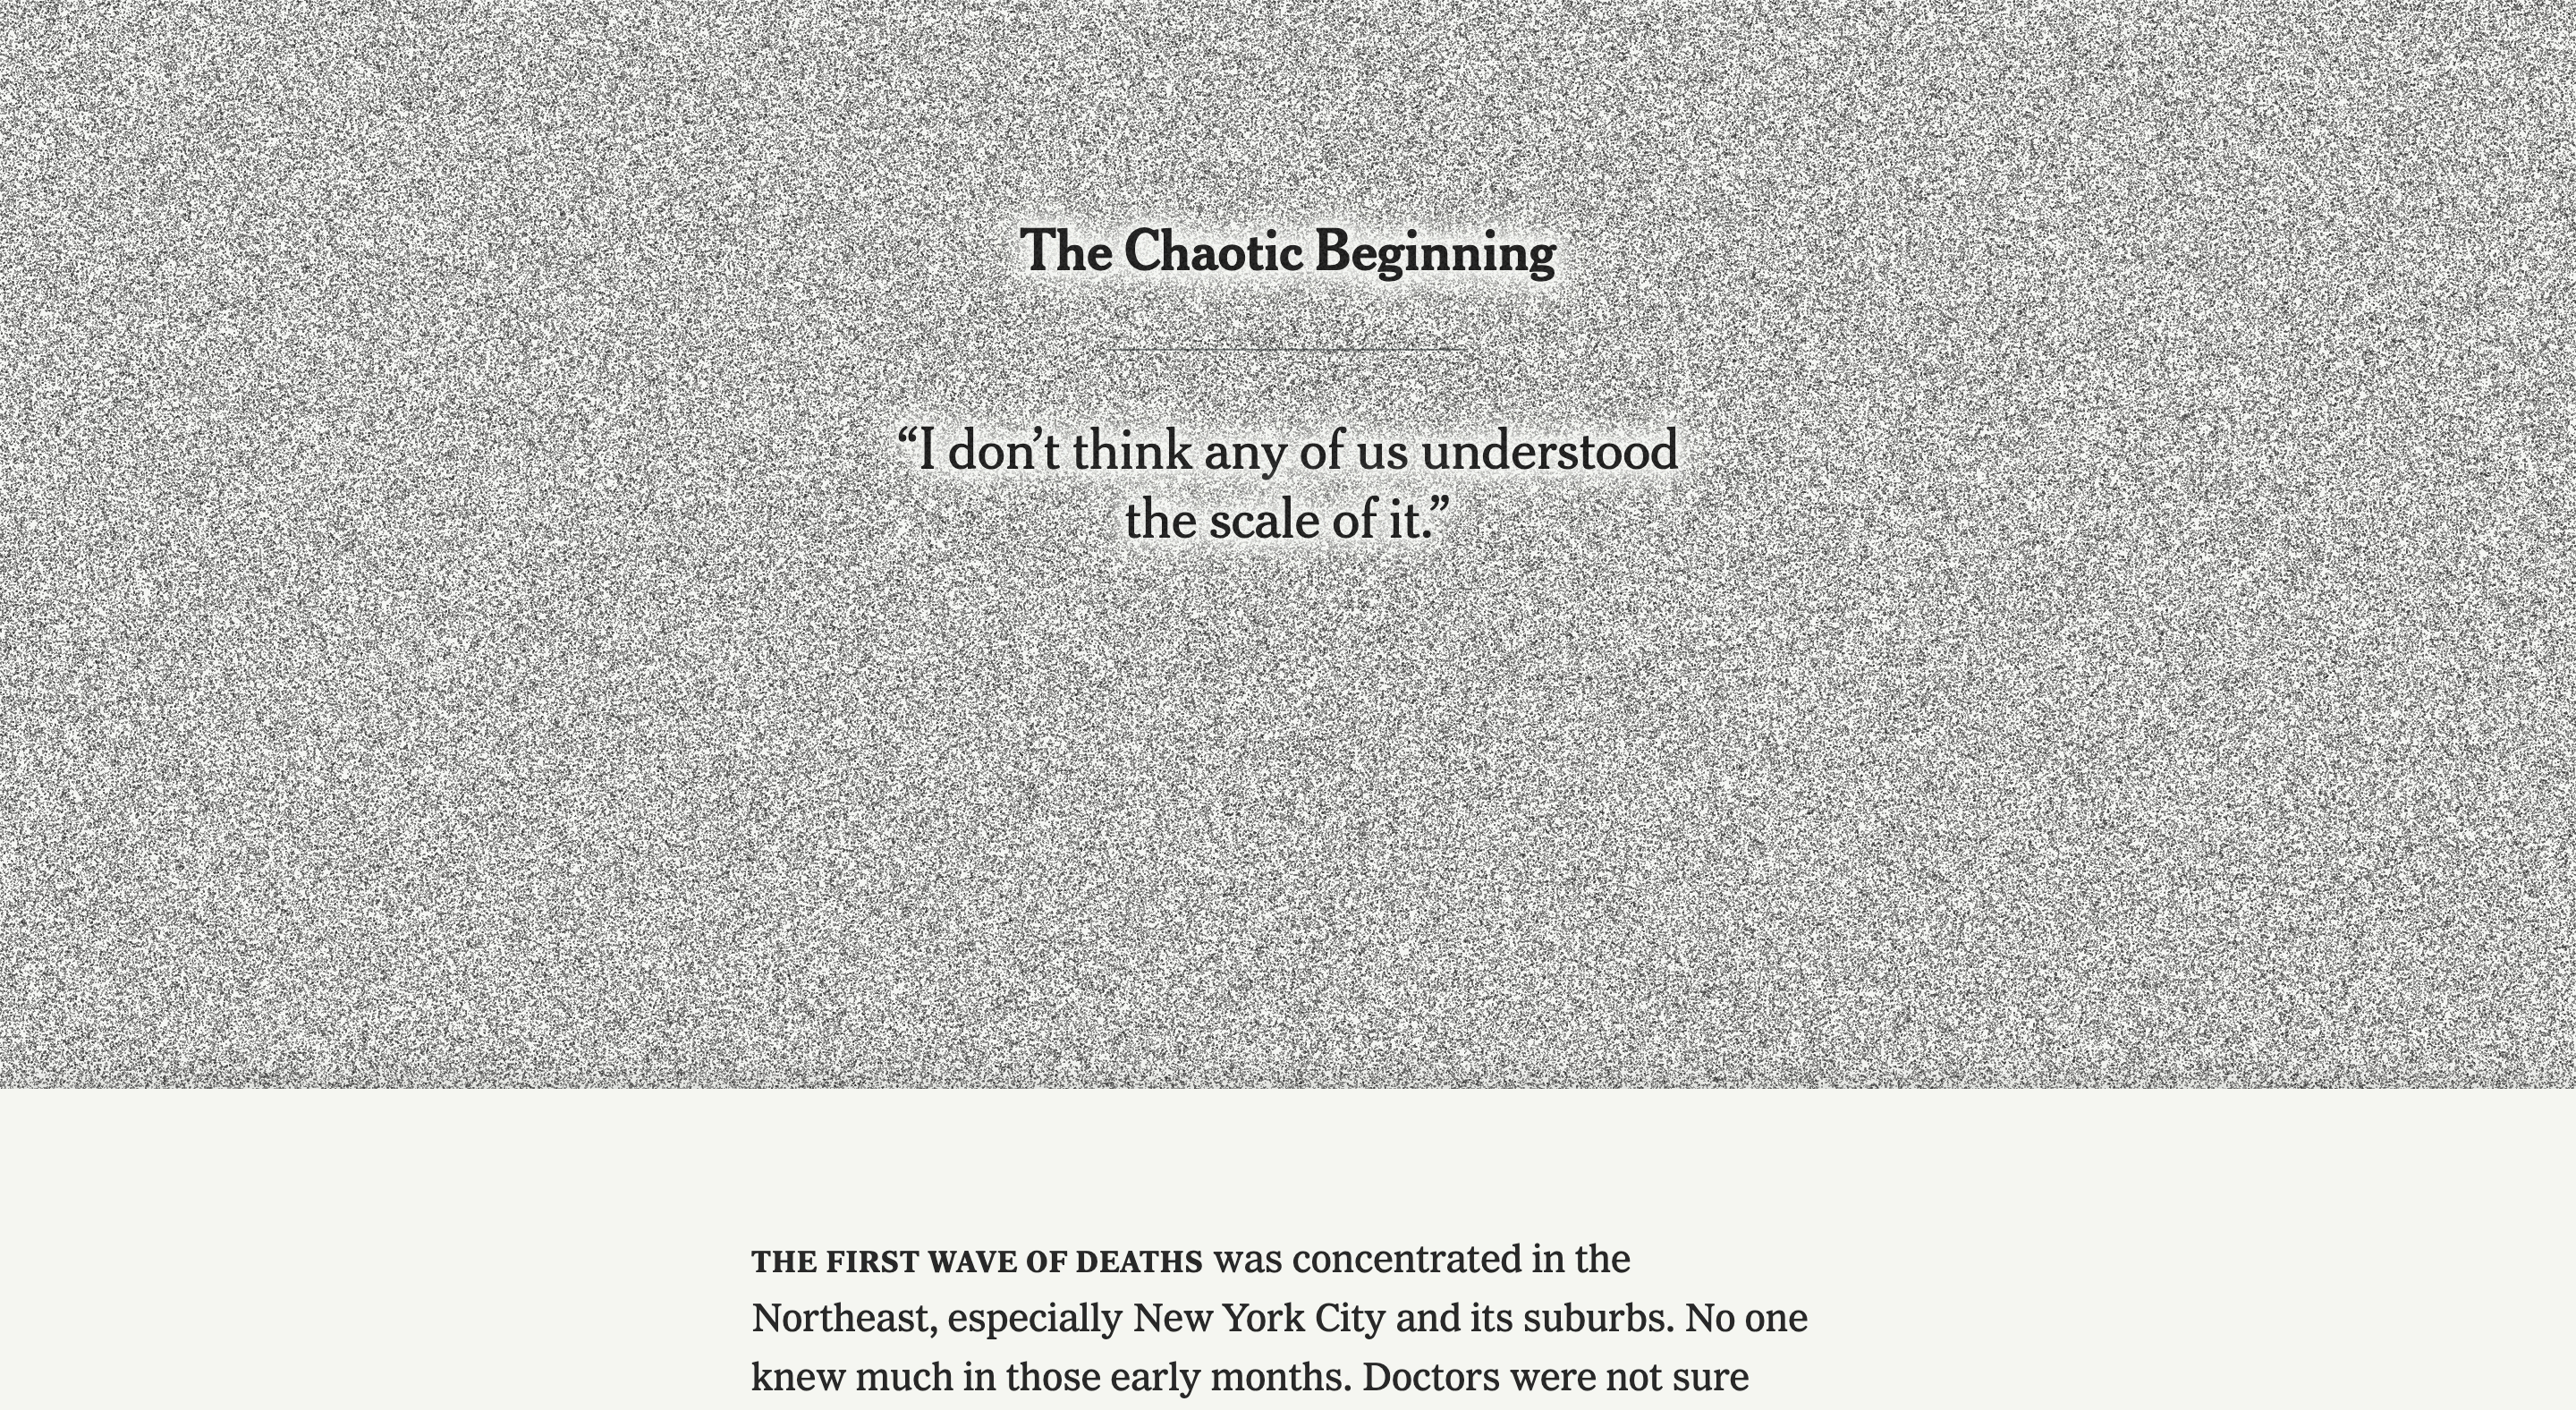 The Chaotic Beginning
“I don’t think any of us understood
the scale of it.”
THE FIRST WAVE OF DEATHS was concentrated in the
Northeast, especially New York City and its suburbs. No one
knew much in those early months. Doctors were not sure